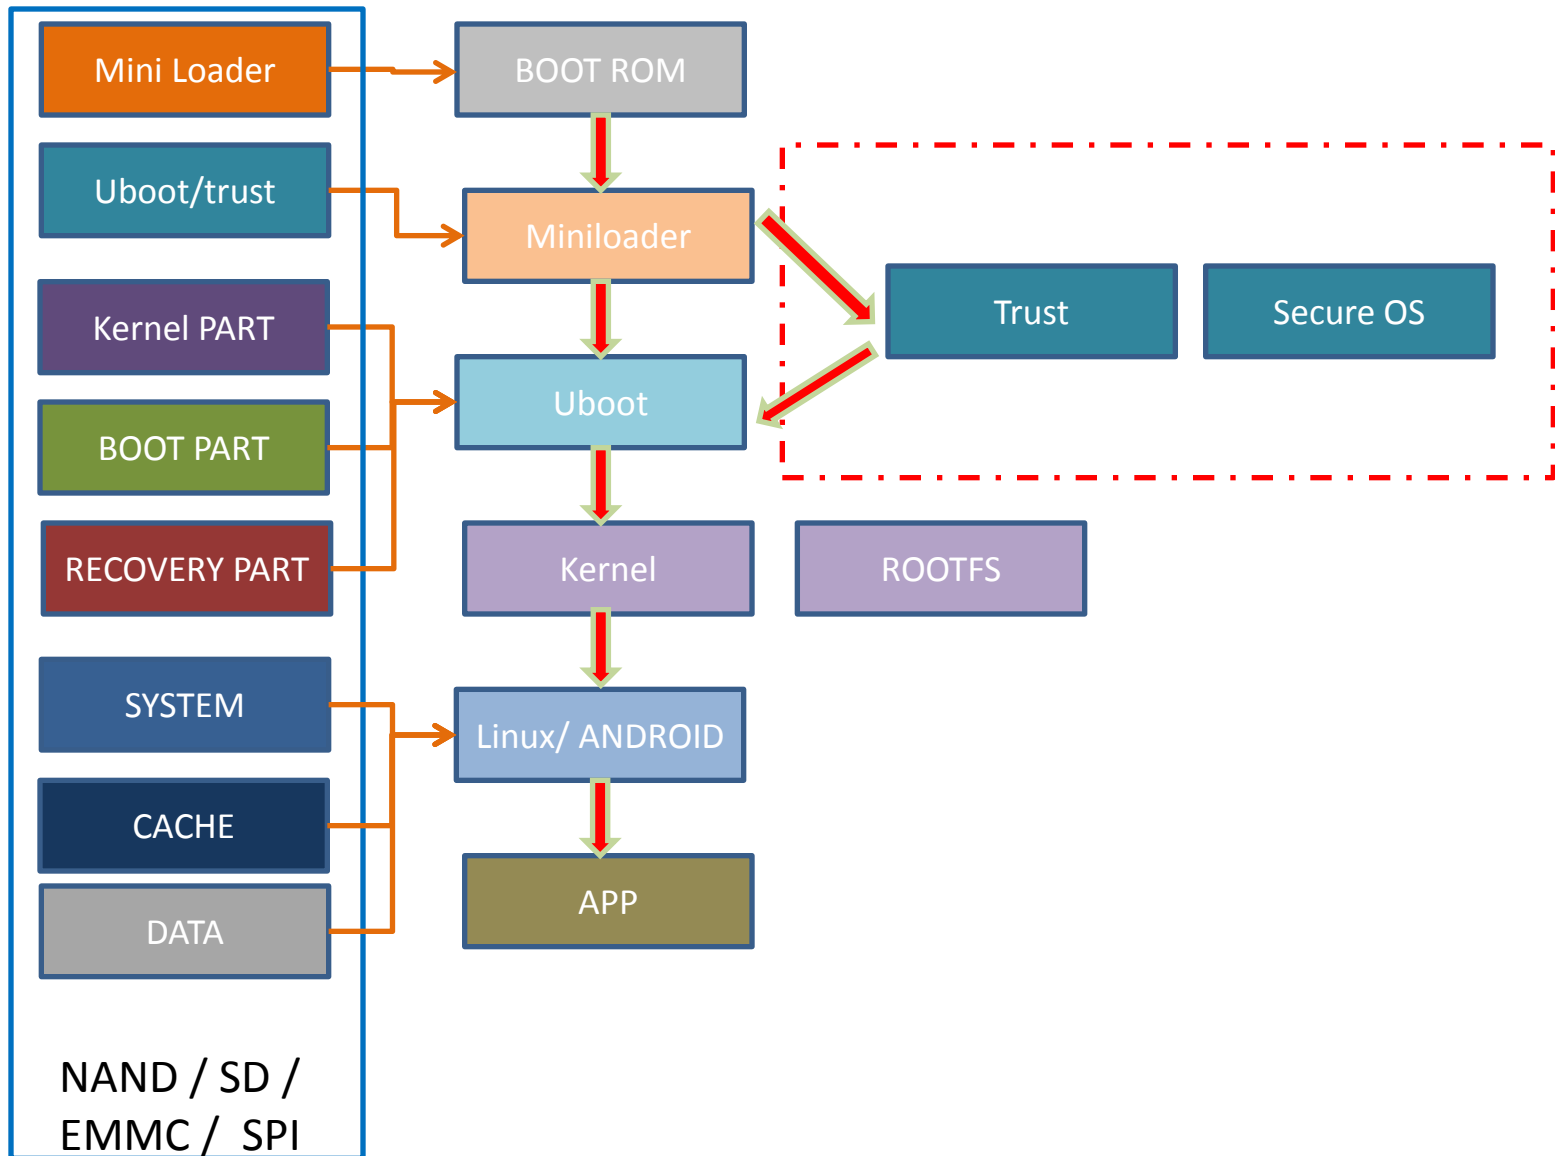 Mini Loader
BOOT ROM
Uboot/trust
Miniloader
Kernel PART
Trust
Secure OS
Uboot
BOOT PART
RECOVERY PART
Kernel
ROOTFS
SYSTEM
Linux/ ANDROID
CACHE
APP
DATA
NAND / SD /
EMMC / SPI